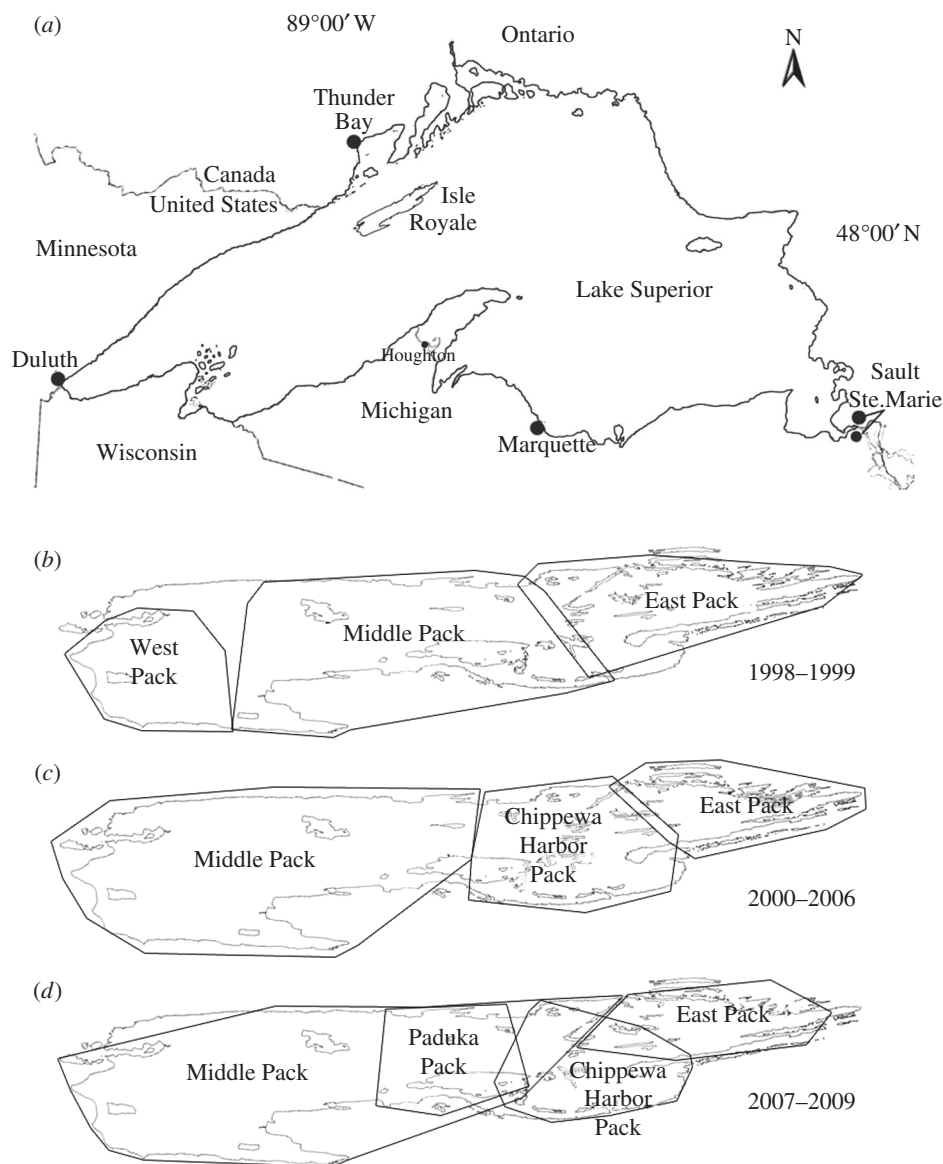 (a)
89°00′ W
Ontario
N
Thunder
Bay
Canada
United States
Isle
Royale
Minnesota
48°00′ N
Lake Superior
Duluth
Houghton
Sault
Ste.Marie
Michigan
Marquette
Wisconsin
(b)
East Pack
Middle Pack
West
Pack
1998–1999
(c)
East Pack
Chippewa
Harbor
Pack
Middle Pack
2000–2006
(d)
East Pack
Paduka
Pack
Middle Pack
Chippewa
Harbor
Pack
2007–2009